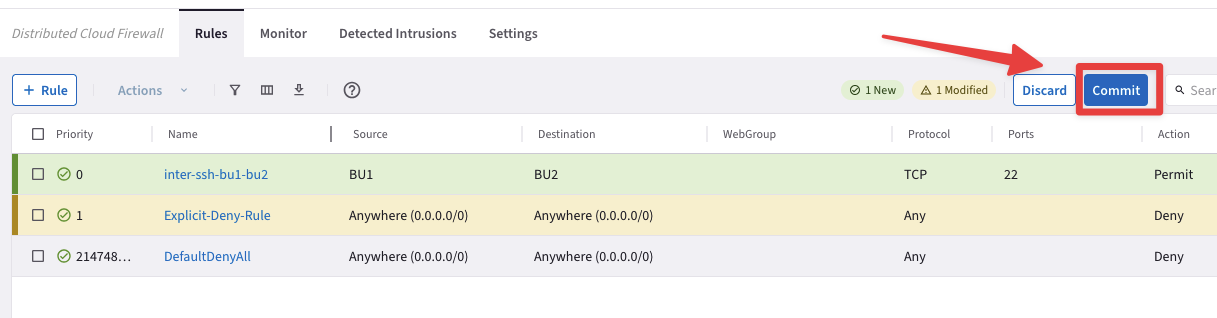 Distributed Cloud Firewall Rules Monitor Detected Intrusions Settings
+ Rule Actions 1 New 1 Modified Discard Commit Sear
Priority Name Source Destination WebGroup Protocol Ports Action
0 inter-ssh-bu1-bu2 BU1 BU2 TCP 22 Permit
1 Explicit-Deny-Rule Anywhere (0.0.0.0/0) Anywhere (0.0.0.0/0) Any Deny
214748... DefaultDenyAll Anywhere (0.0.0.0/0) Anywhere (0.0.0.0/0) Any Deny